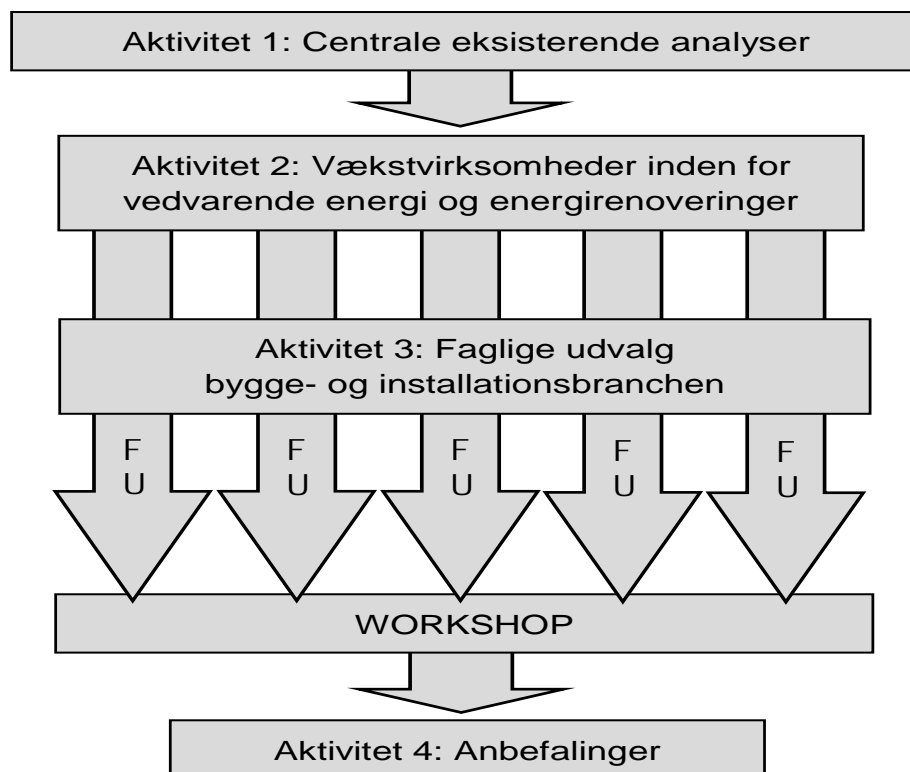 Aktivitet 1: Centrale eksisterende analyser
Aktivitet 2: Vækstvirksomheder inden for
vedvarende energi og energirenoveringer
Aktivitet 3: Faglige udvalg
bygge- og installationsbranchen
F F F F F
U U U U U
WORKSHOP
Aktivitet 4: Anbefalinger